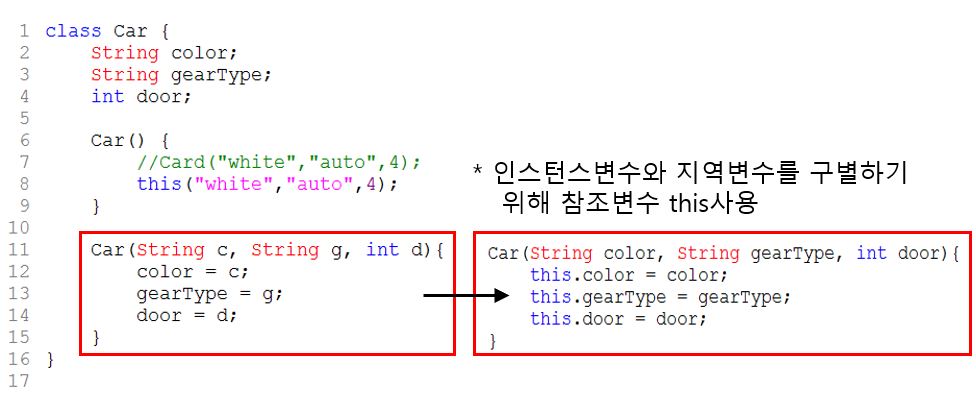 1 class Car {
2     String color;
3     String gearType;
4     int door;
5
6     Car() {
7         //Card("white","auto",4);
8         this("white","auto",4);
9     }
10
11     Car(String c, String g, int d){
12         color = c;
13         gearType = g;
14         door = d;
15     }
16 }
17
* 인스턴스변수와 지역변수를 구별하기
위해 참조변수 this사용
Car(String color, String gearType, int door){
    this.color = color;
    this.gearType = gearType;
    this.door = door;
}